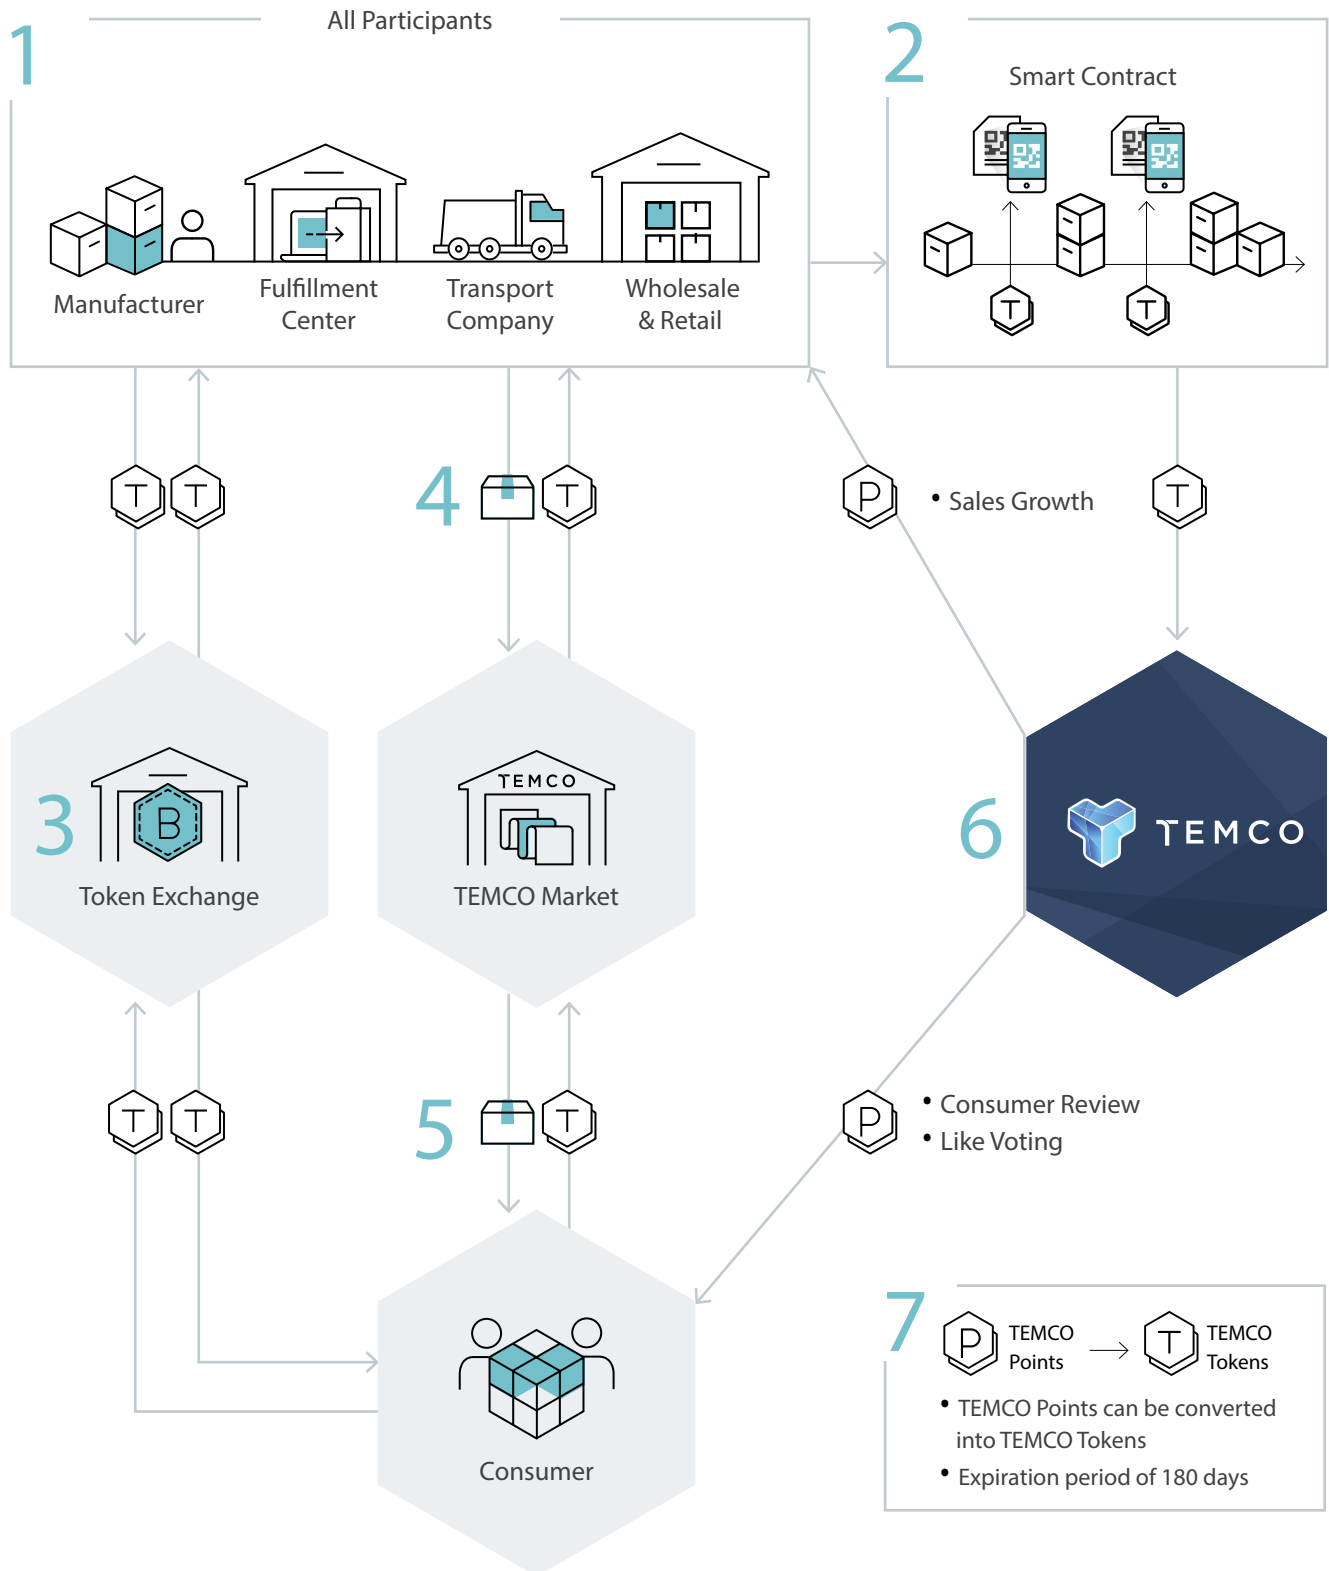 1
All Participants
Manufacturer
Fulfillment
Center
Transport
Company
Wholesale
& Retail
2
Smart Contract
T
T
T
T
4
T
P
• Sales Growth
T
3
B
Token Exchange
TEMCO
TEMCO Market
6
TEMCO
T
T
5
T
P
• Consumer Review
• Like Voting
Consumer
7
P
TEMCO
Points
T
TEMCO
Tokens
• TEMCO Points can be converted
into TEMCO Tokens
• Expiration period of 180 days